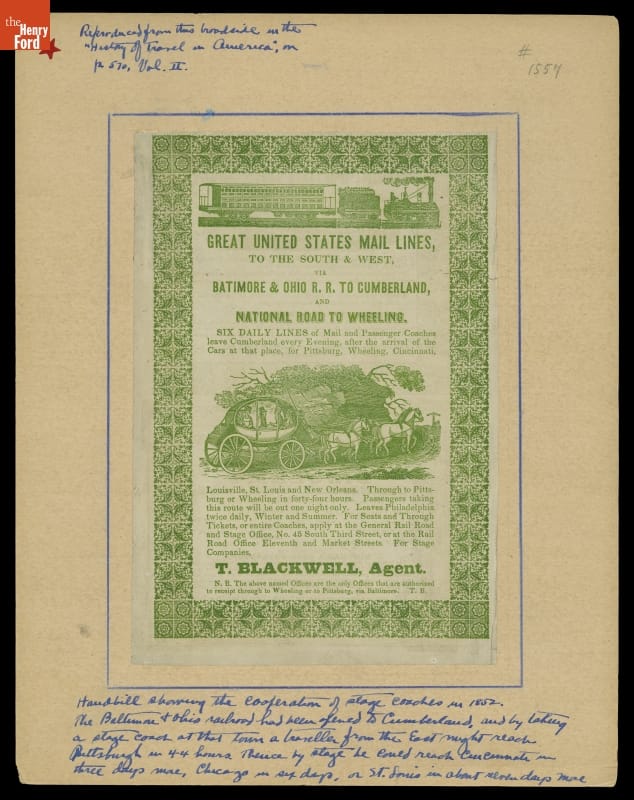 the
Henry
Ford
Reproduced from this broadside in the
"History of Travel in America", on
p 570, Vol. II.
#
1557
GREAT UNITED STATES MAIL LINES,
TO THE SOUTH & WEST,
VIA
BATIMORE & OHIO R. R. TO CUMBERLAND,
AND
NATIONAL ROAD TO WHEELING.
SIX DAILY LINES of Mail and Passenger Coaches
leave Cumberland every Evening, after the arrival of the
Cars at that place, for Pittsburg, Wheeling, Cincinnati,
Louisville, St. Louis and New Orleans. Through to Pitts-
burg or Wheeling in forty-four hours. Passengers taking
this route will be out one night only. Leaves Philadelphia
twice daily, Winter and Summer. For Seats and Through
Tickets, or entire Coaches, apply at the General Rail Road
and Stage Office, No. 45 South Third Street, or at the Rail
Road Office Eleventh and Market Streets. For Stage
Companies,
T. BLACKWELL, Agent.
N. B. The above named Offices are the only Offices that are authorised
to receipt through to Wheeling or to Pittsburg, via Baltimore. T. B.
Handbill showing the cooperation of stage coaches in 1852.
The Baltimore & Ohio railroad had been opened to Cumberland, and by taking
a stage coach at that town a traveller from the East might reach
Pittsburgh in 44 hours. Thence by stage he could reach Cincinnati in
three days more, Chicago in six days, or St. Louis in about seven days more